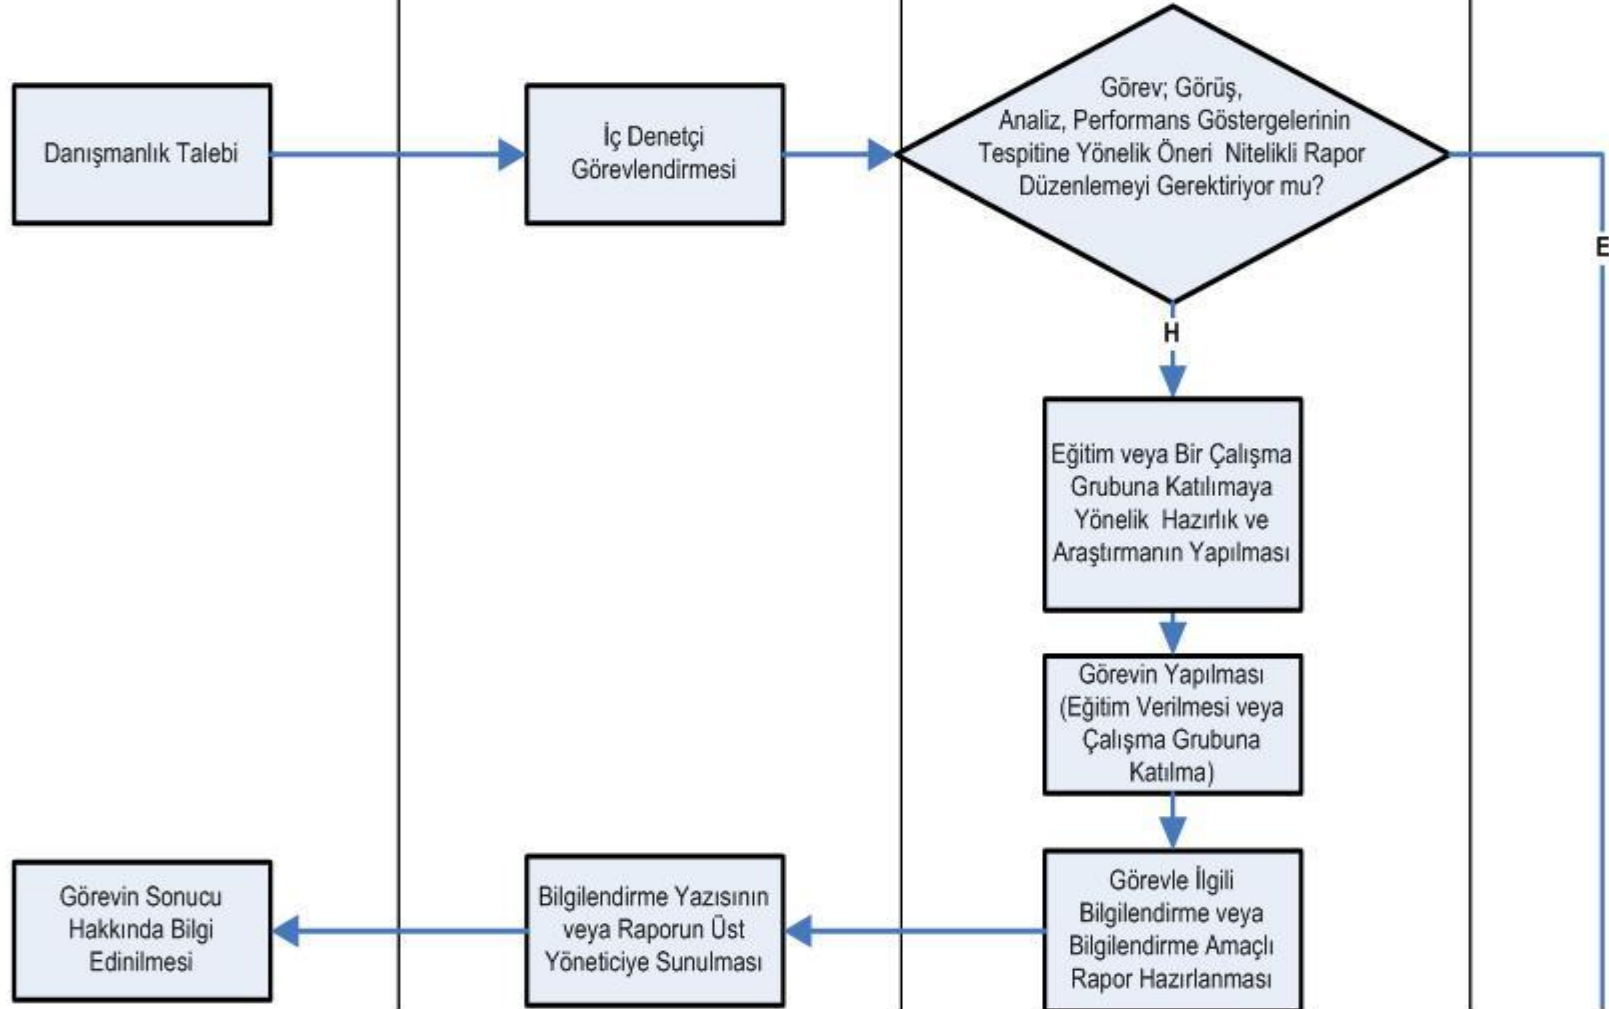 Danışmanlık Talebi
İç Denetçi
Görevlendirmesi
Görev; Görüş,
Analiz, Performans Göstergelerinin
Tespitine Yönelik Öneri  Nitelikli Rapor
Düzenlemeyi Gerektiriyor mu?
E
H
Eğitim veya Bir Çalışma
Grubuna Katılımaya
Yönelik  Hazırlık ve
Araştırmanın Yapılması
Görevin Yapılması
(Eğitim Verilmesi veya
Çalışma Grubuna
Katılma)
Görevle İlgili
Bilgilendirme veya
Bilgilendirme Amaçlı
Rapor Hazırlanması
Bilgilendirme Yazısının
veya Raporun Üst
Yöneticiye Sunulması
Görevin Sonucu
Hakkında Bilgi
Edinilmesi